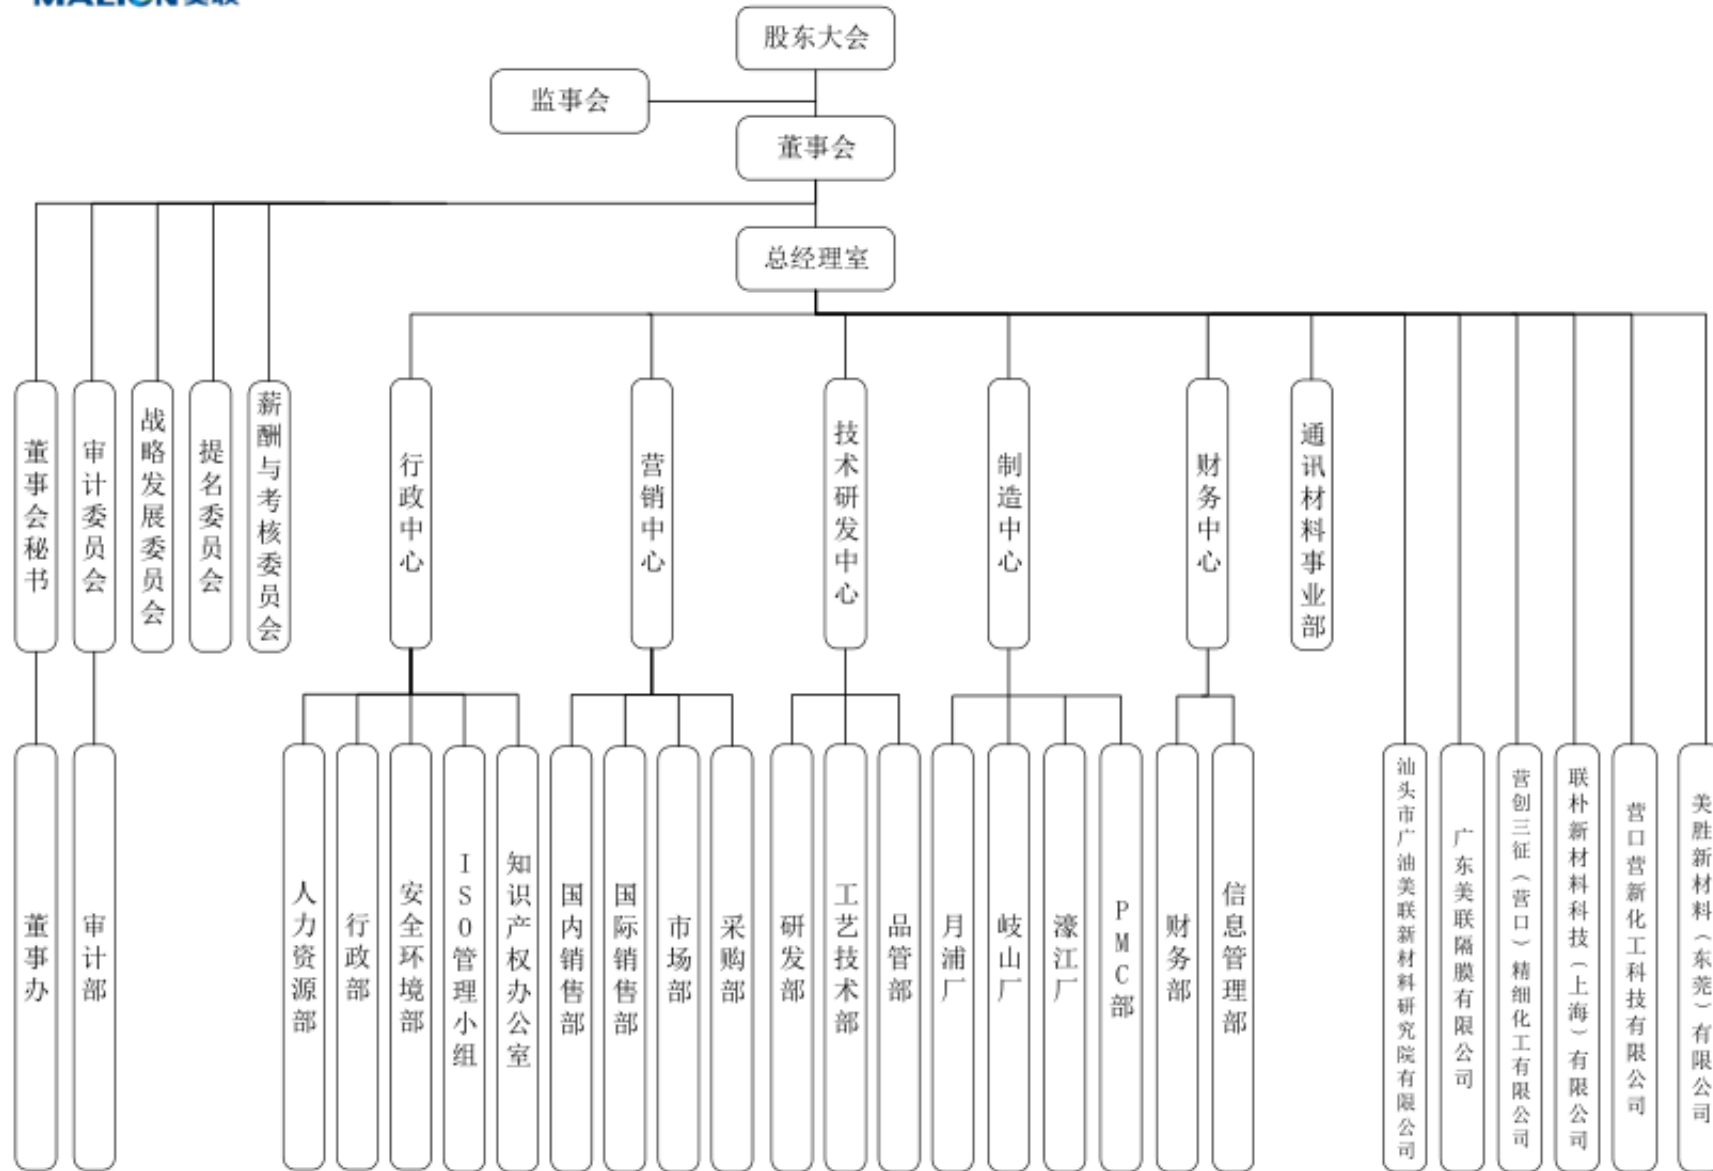 MALION美联
股东大会
监事会
董事会
总经理室
董事会秘书
审计委员会
战略发展委员会
提名委员会
薪酬与考核委员会
行政中心
营销中心
技术研发中心
制造中心
财务中心
通讯材料事业部
董事办
审计部
人力资源部
行政部
安全环境部
ISO管理小组
知识产权办公室
国内销售部
国际销售部
市场部
采购部
研发部
工艺技术部
品管部
月浦厂
岐山厂
濠江厂
PMC部
财务部
信息管理部
汕头市广油美联新材料研究院有限公司
广东美联隔膜有限公司
营创三征（营口）精细化工有限公司
联朴新材料科技（上海）有限公司
营口营新化工科技有限公司
美胜新材料（东莞）有限公司